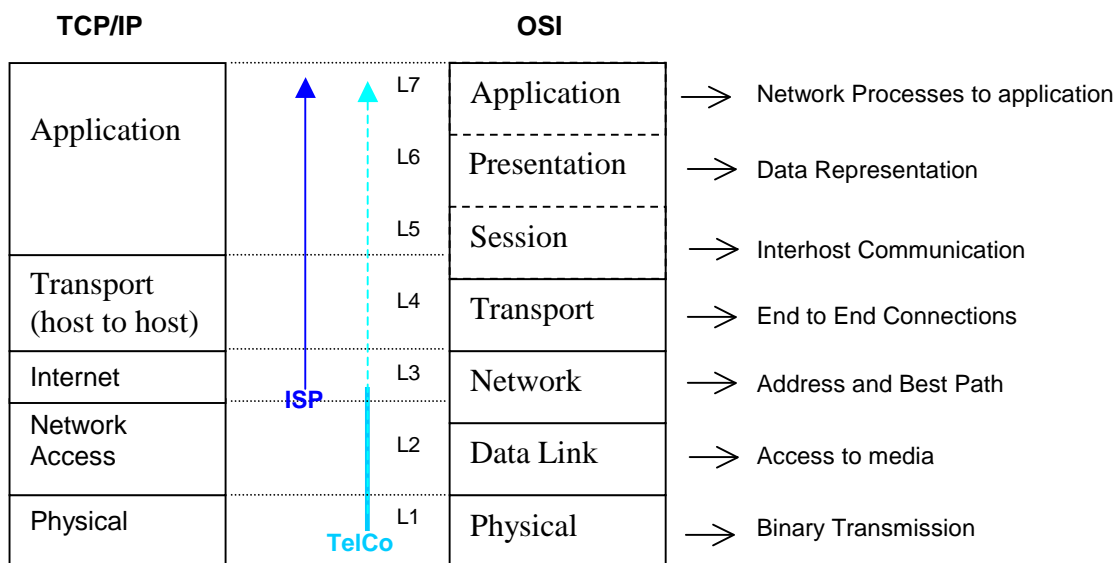 TCP/IP
OSI
Application
L7
Application
Network Processes to application
L6
Presentation
Data Representation
L5
Session
Interhost Communication
Transport
(host to host)
L4
Transport
End to End Connections
Internet
ISP
L3
Network
Address and Best Path
Network
Access
L2
Data Link
Access to media
Physical
TelCo
L1
Physical
Binary Transmission